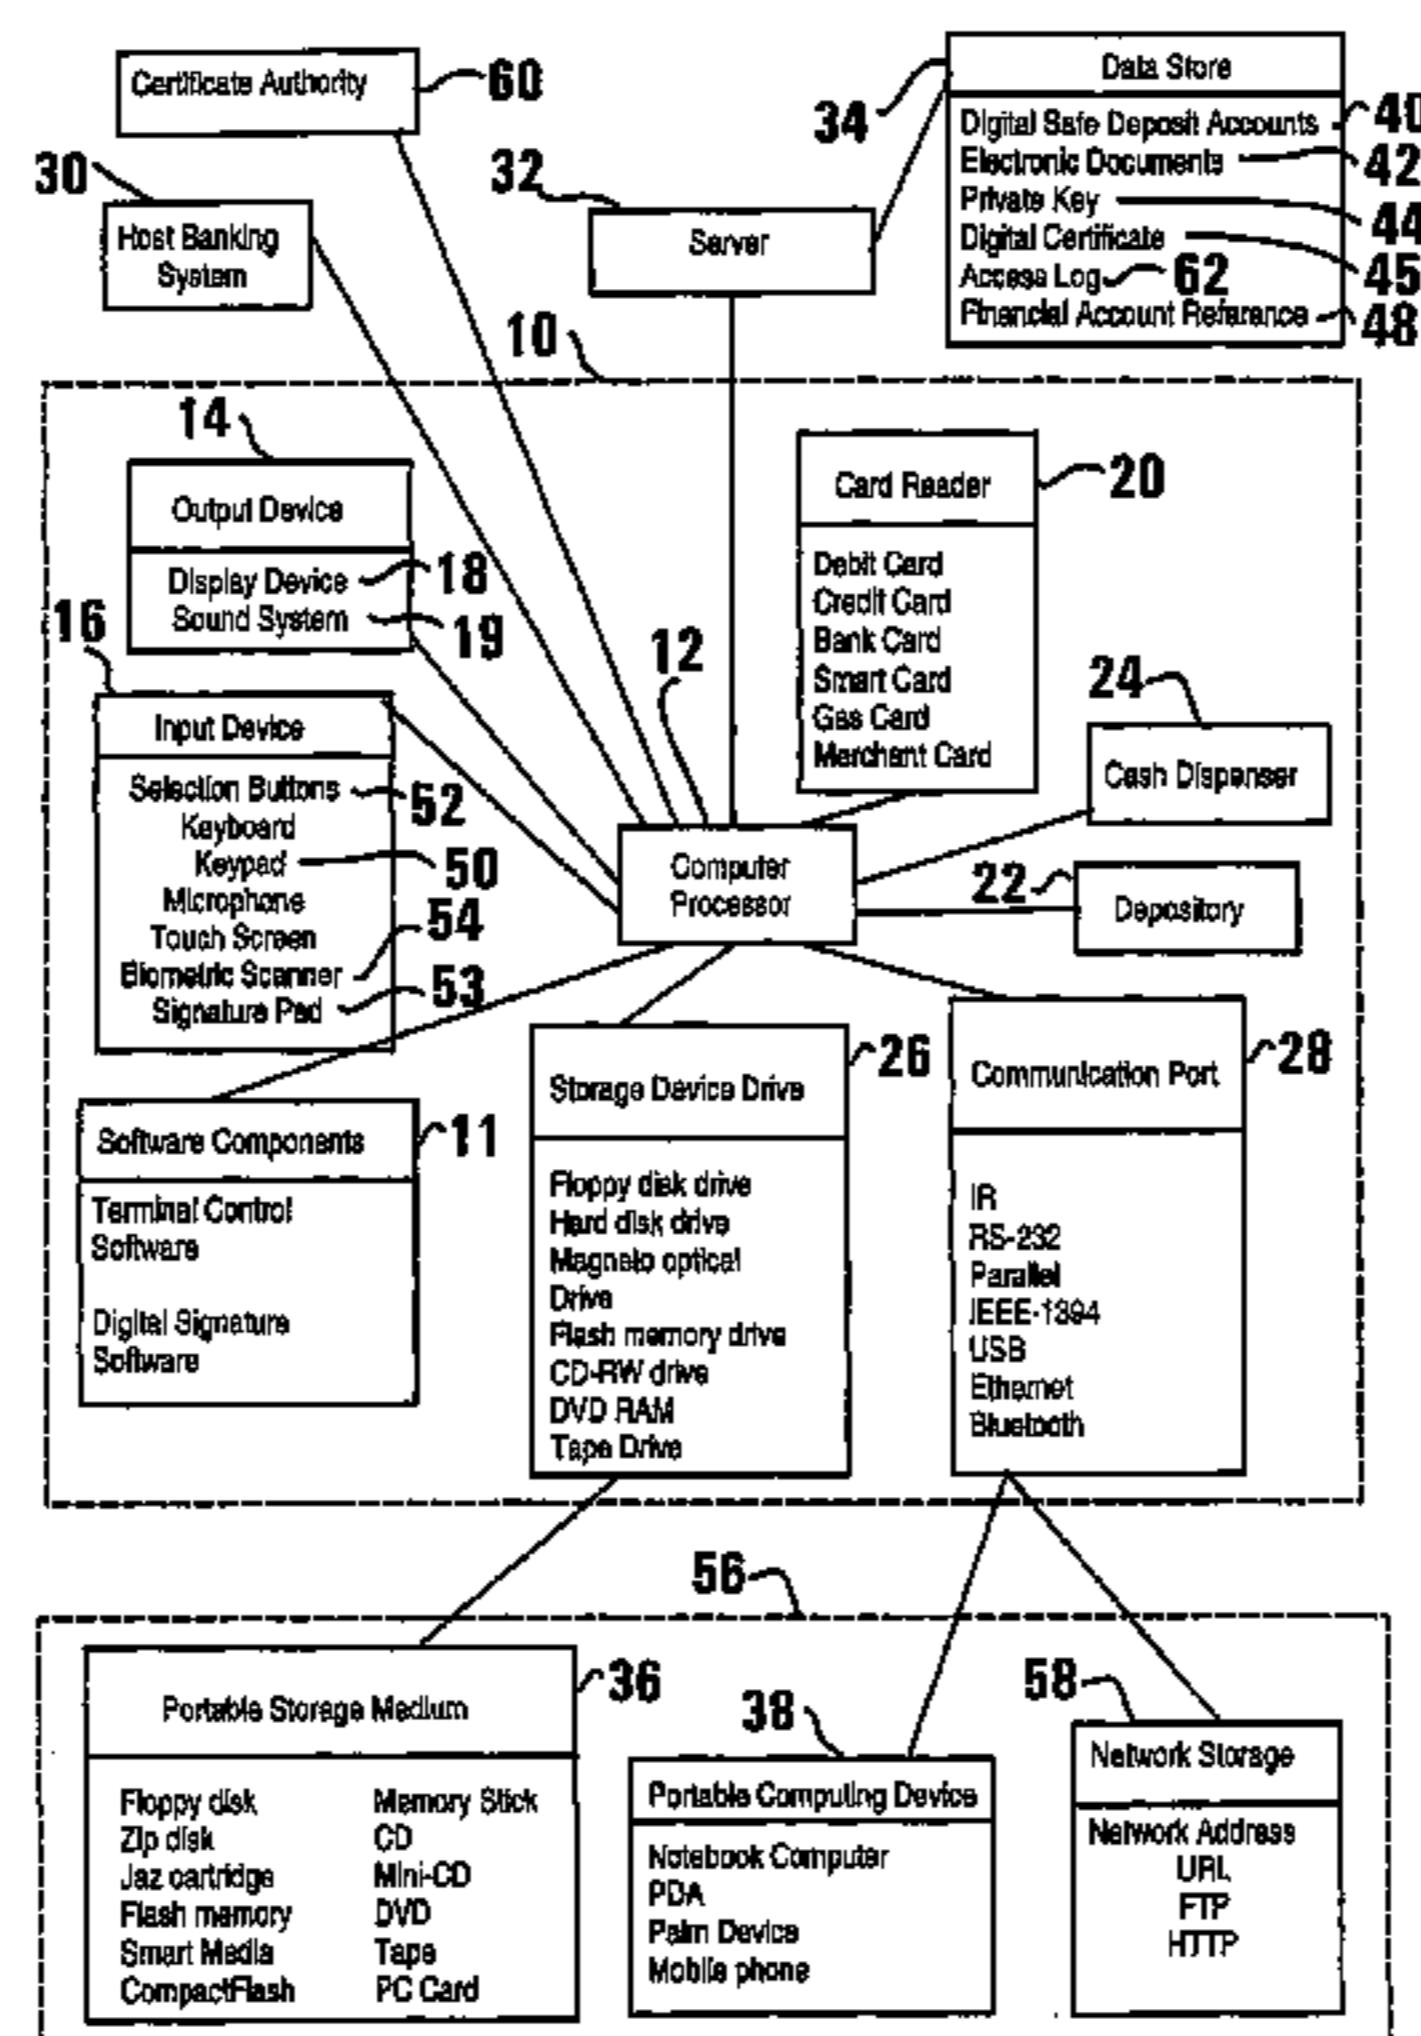 Certificate Authority
60
30
Host Banking
System
32
Server
34
Data Store
Digital Safe Deposit Accounts
40
Electronic Documents
42
Private Key
44
Digital Certificate
45
Access Log
62
Financial Account Reference
48
10
14
Output Device
Display Device
18
Sound System
19
16
Input Device
Selection Buttons
52
Keyboard
Keypad
50
Microphone
Touch Screen
54
Biometric Scanner
Signature Pad
53
12
Computer
Processor
Card Reader
20
Debit Card
Credit Card
Bank Card
Smart Card
Gas Card
Merchant Card
24
Cash Dispenser
22
Depository
Software Components
11
Terminal Control
Software
Digital Signature
Software
Storage Device Drive
26
Floppy disk drive
Hard disk drive
Magneto optical
Drive
Flash memory drive
CD-RW drive
DVD RAM
Tape Drive
Communication Port
28
IR
RS-232
Parallel
IEEE-1394
USB
Ethernet
Bluetooth
56
Portable Storage Medium
36
Floppy disk
Zip disk
Jaz cartridge
Flash memory
Smart Media
CompactFlash
Memory Stick
CD
Mini-CD
DVD
Tape
PC Card
38
Portable Computing Device
Notebook Computer
PDA
Palm Device
Mobile phone
58
Network Storage
Network Address
URL
FTP
HTTP